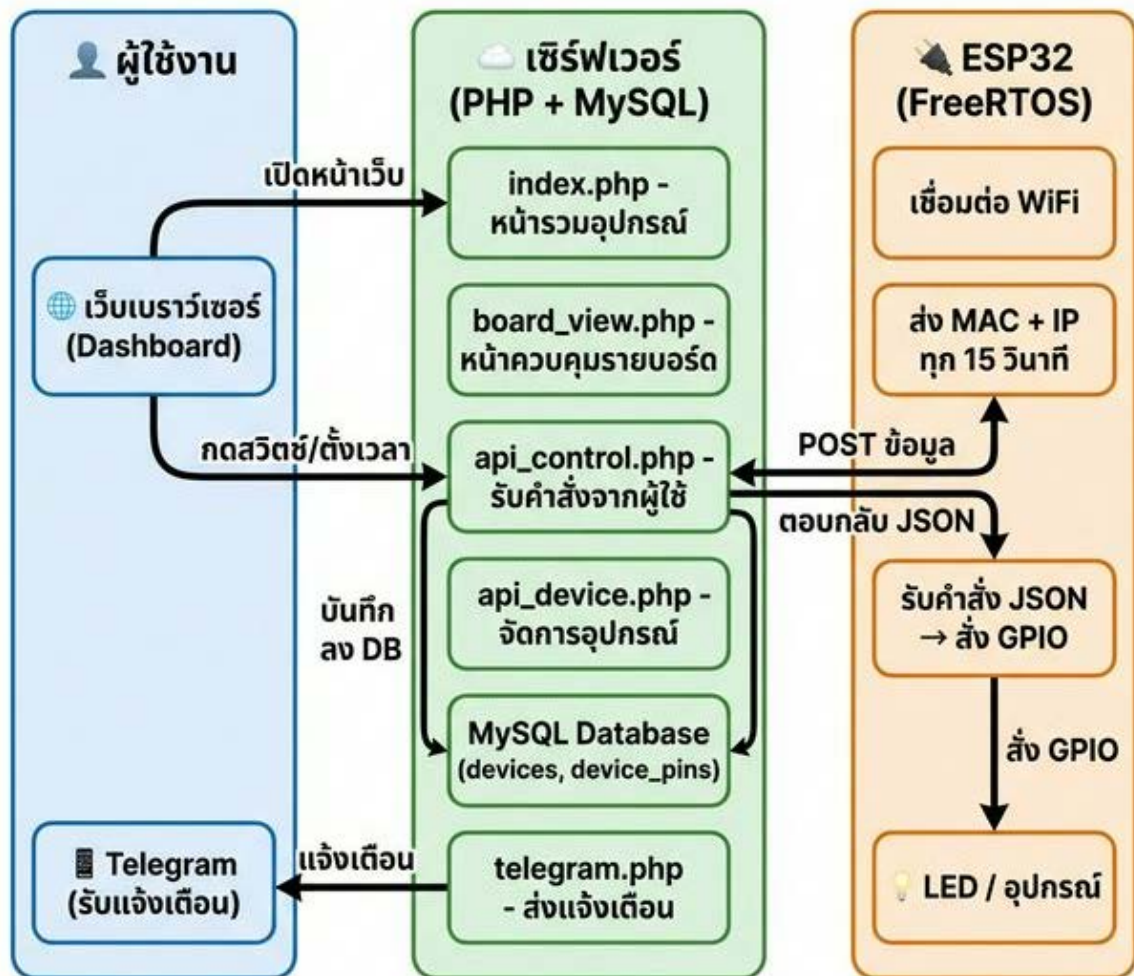 👤 ผู้ใช้งาน
เปิดหน้าเว็บ
🌐 เว็บเบราว์เซอร์
(Dashboard)
กดสวิตช์/ตั้งเวลา
บันทึก
ลง DB
แจ้งเตือน
📱 Telegram
(รับแจ้งเตือน)
☁️ เซิร์ฟเวอร์
(PHP + MySQL)
index.php -
หน้ารวมอุปกรณ์
board_view.php -
หน้าควบคุมรายบอร์ด
api_control.php -
รับคำสั่งจากผู้ใช้
api_device.php -
จัดการอุปกรณ์
MySQL Database
(devices, device_pins)
telegram.php
- ส่งแจ้งเตือน
POST ข้อมูล
ตอบกลับ JSON
🔌 ESP32
(FreeRTOS)
เชื่อมต่อ WiFi
ส่ง MAC + IP
ทุก 15 วินาที
รับคำสั่ง JSON
→ สั่ง GPIO
สั่ง GPIO
💡 LED / อุปกรณ์